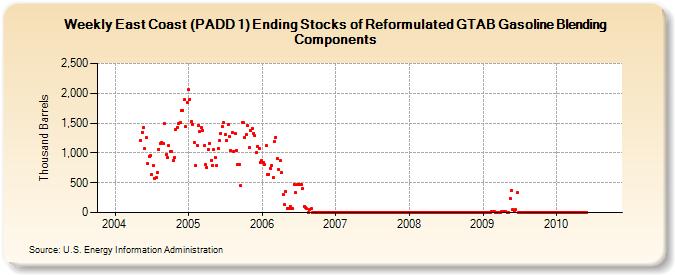 Weekly East Coast (PADD 1) Ending Stocks of Reformulated GTAB Gasoline Blending
Components
Thousand Barrels
2,500
2,000
1,500
1,000
500
0
2004 2005 2006 2007 2008 2009 2010
Source: U.S. Energy Information Administration